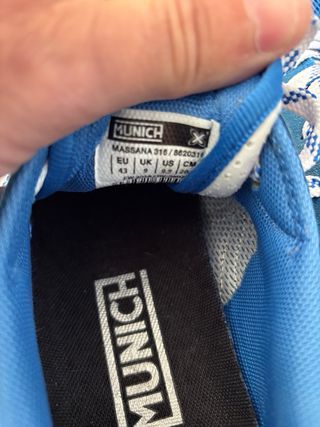 MUNICH
MASSANA 316 / 8620316
EU UK US CM
43 9 9.5
MUNICH